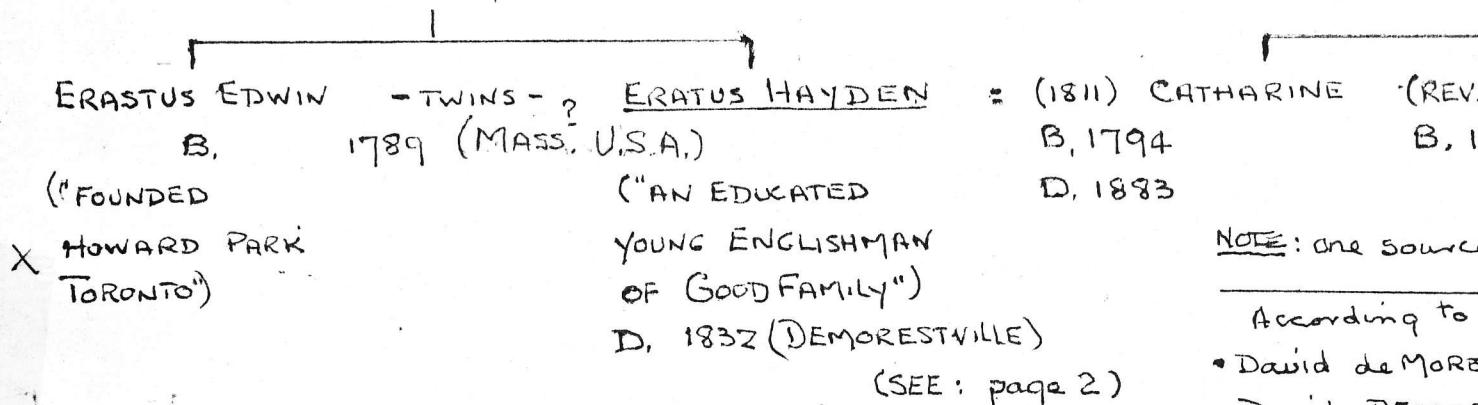 ERASTUS EDWIN - TWINS - ? ERATUS HAYDEN = (1811) CATHARINE (REV.
B. 1789 (MASS. U.S.A.) B, 1794 B, 1
("FOUNDED ("AN EDUCATED D. 1883
X HOWARD PARK YOUNG ENGLISHMAN NOTE: one source
TORONTO") OF GOOD FAMILY")
D, 1832 (DEMORESTVILLE) According to
(SEE: page 2) • David de MORE